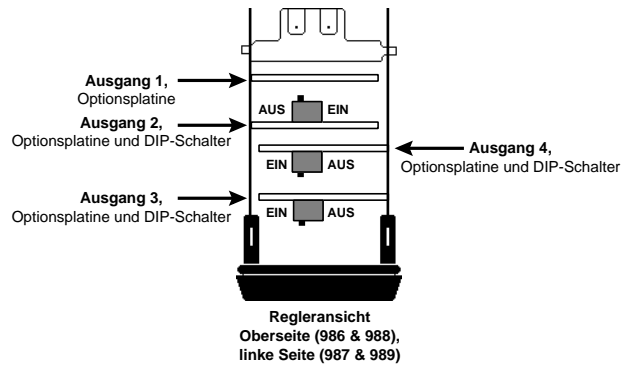 Ausgang 1,
Optionsplatine
AUS EIN
Ausgang 2,
Optionsplatine und DIP-Schalter
Ausgang 4,
Optionsplatine und DIP-Schalter
EIN AUS
Ausgang 3,
Optionsplatine und DIP-Schalter
EIN AUS
Regleransicht
Oberseite (986 & 988),
linke Seite (987 & 989)